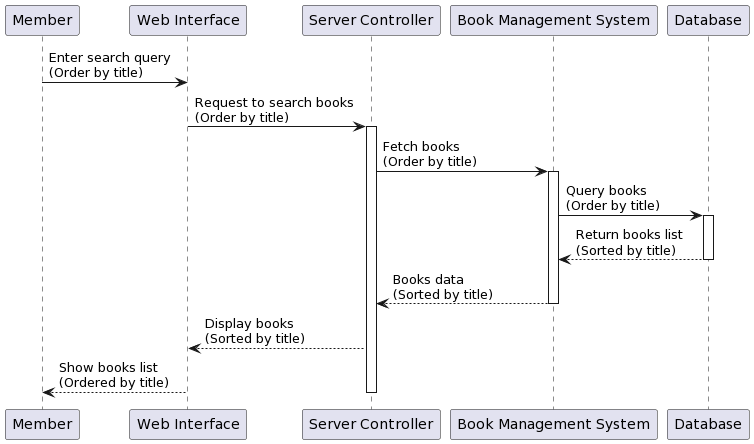 Member
Web Interface
Server Controller
Book Management System
Database
Enter search query
(Order by title)
Request to search books
(Order by title)
Fetch books
(Order by title)
Query books
(Order by title)
Return books list
(Sorted by title)
Books data
(Sorted by title)
Display books
(Sorted by title)
Show books list
(Ordered by title)
Member
Web Interface
Server Controller
Book Management System
Database